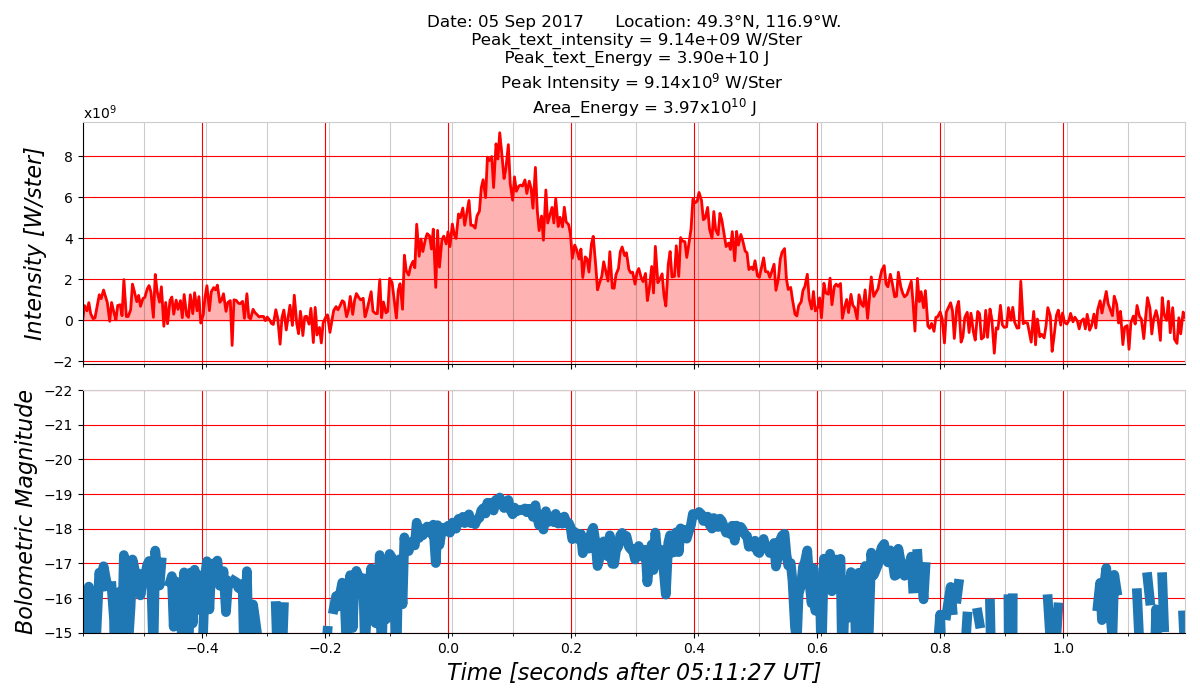 Date: 05 Sep 2017      Location: 49.3°N, 116.9°W.
Peak_text_intensity = 9.14e+09 W/Ster
Peak_text_Energy = 3.90e+10 J
Peak Intensity = 9.14x10⁹ W/Ster
Area_Energy = 3.97x10¹⁰ J
x10⁹
8
6
4
2
0
−2
Intensity [W/ster]
−22
−21
−20
−19
−18
−17
−16
−15
Bolometric Magnitude
−0.4 −0.2 0.0 0.2 0.4 0.6 0.8 1.0
Time [seconds after 05:11:27 UT]